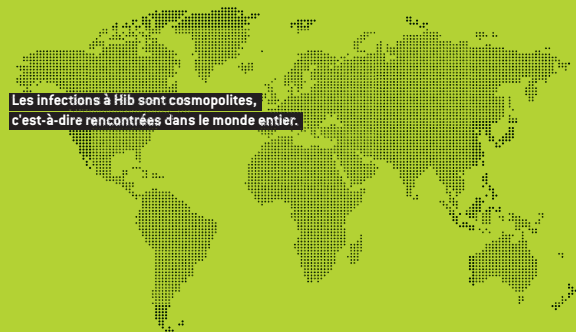 Les infections à Hib sont cosmopolites,
c'est-à-dire rencontrées dans le monde entier.